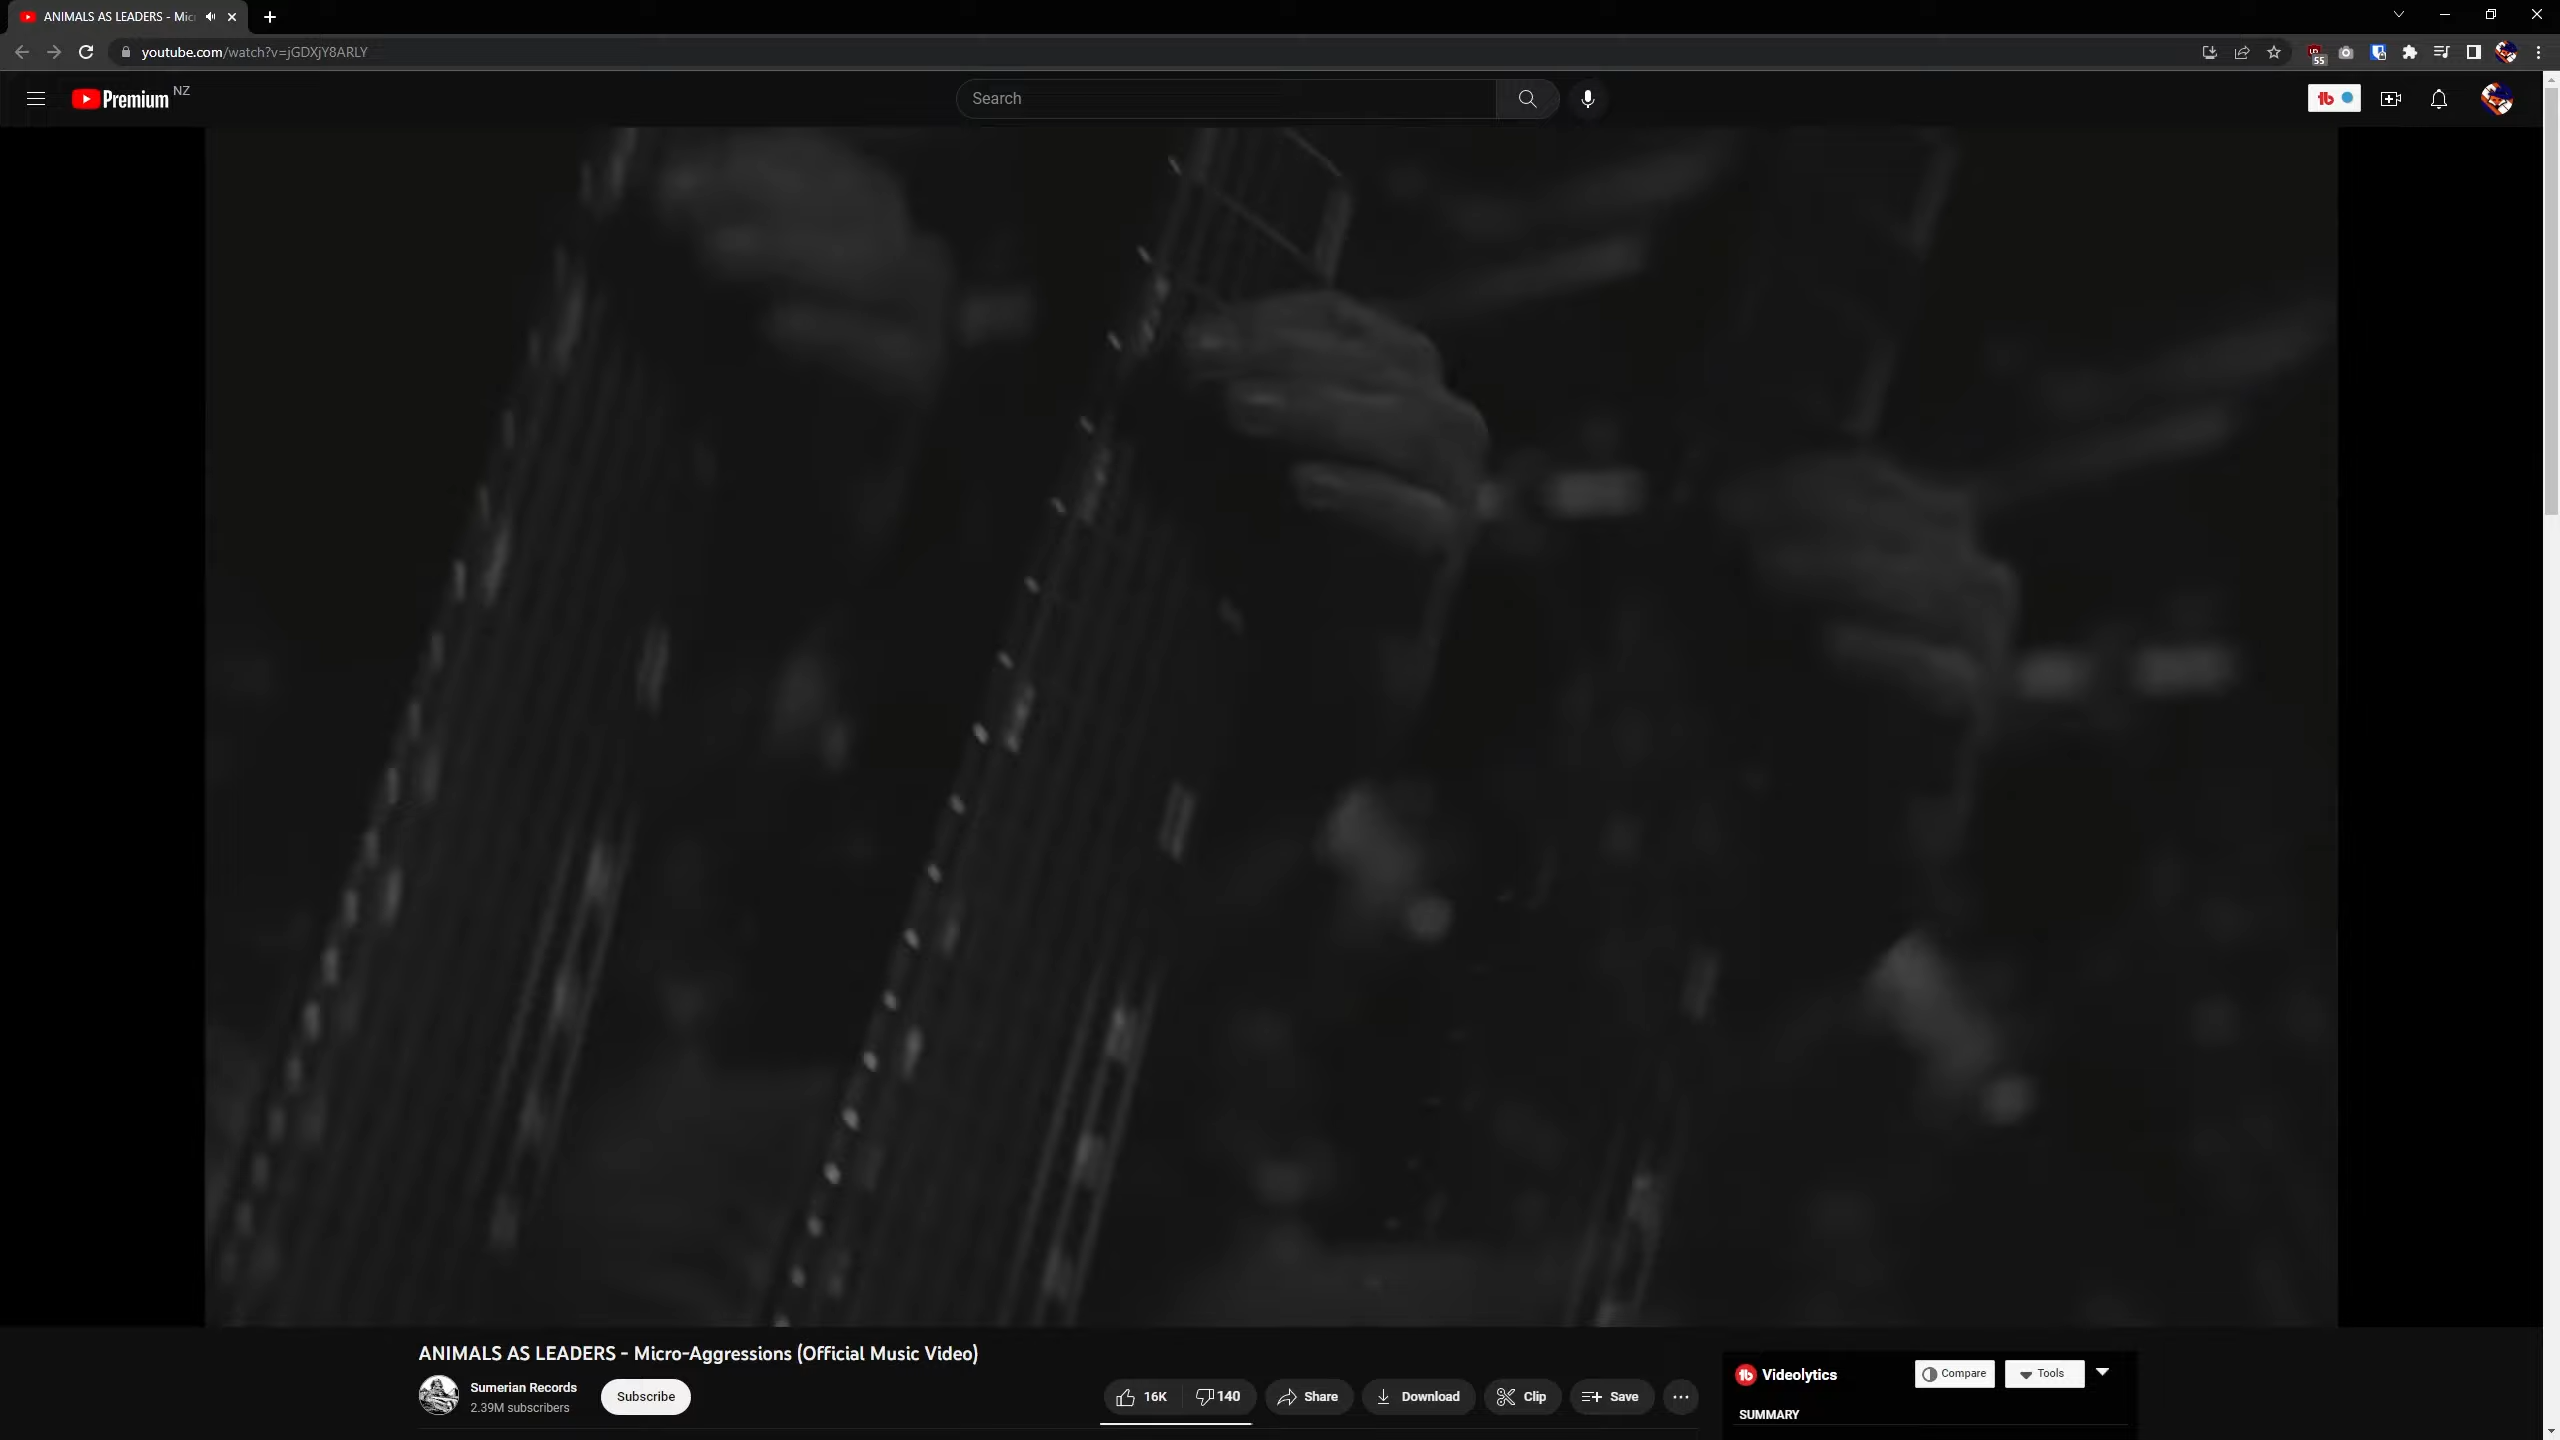 ANIMALS AS LEADERS - Mic
youtube.com/watch?v=jGDXjY8ARLY
55
Premium NZ
Search
ANIMALS AS LEADERS - Micro-Aggressions (Official Music Video)
Sumerian Records
2.39M subscribers
Subscribe
16K
140
Share
Download
Clip
Save
Videolytics
Compare
Tools
SUMMARY